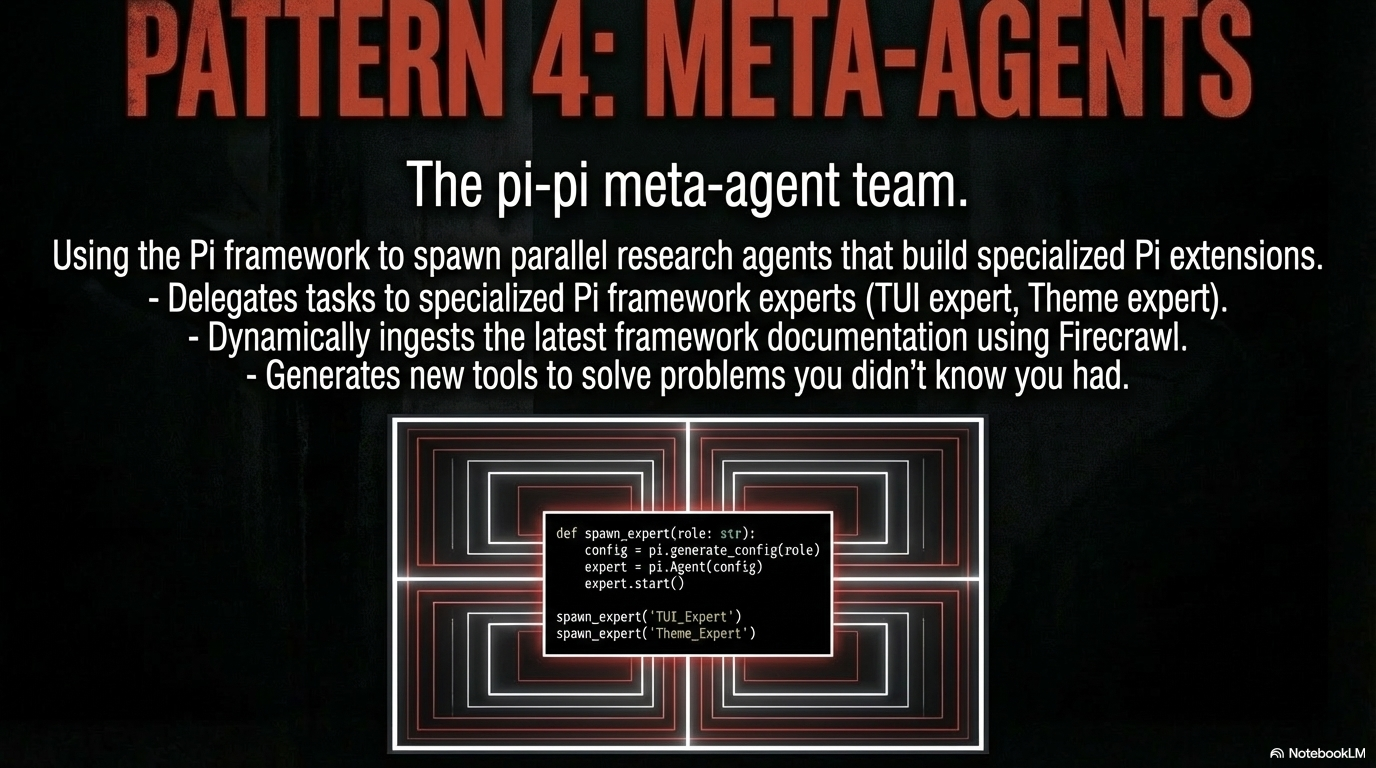 PATTERN 4: META-AGENTS
The pi-pi meta-agent team.
Using the Pi framework to spawn parallel research agents that build specialized Pi extensions.
- Delegates tasks to specialized Pi framework experts (TUI expert, Theme expert).
- Dynamically ingests the latest framework documentation using Firecrawl.
- Generates new tools to solve problems you didn’t know you had.
def spawn_expert(role: str):
    config = pi.generate_config(role)
    expert = pi.Agent(config)
    expert.start()
spawn_expert('TUI_Expert')
spawn_expert('Theme_Expert')
NotebookLM